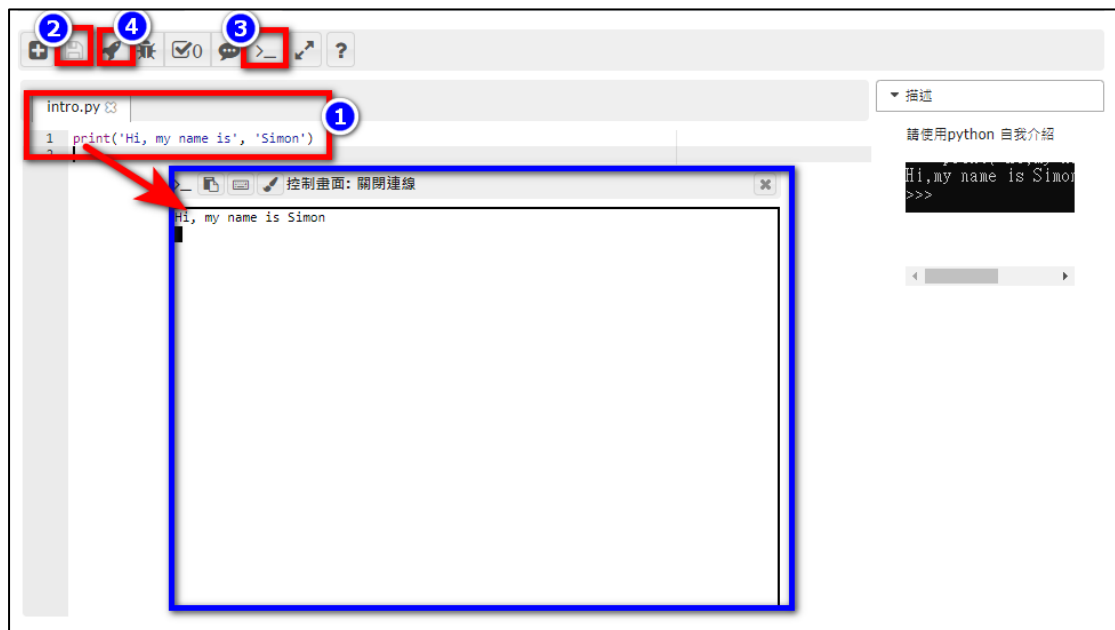 2 4 3
0 >_ ?
intro.py
1
1 print('Hi, my name is', 'Simon')
2
>_ 控制畫面: 關閉連線
Hi, my name is Simon
描述
請使用python 自我介紹
Hi,my name is Simon
>>>